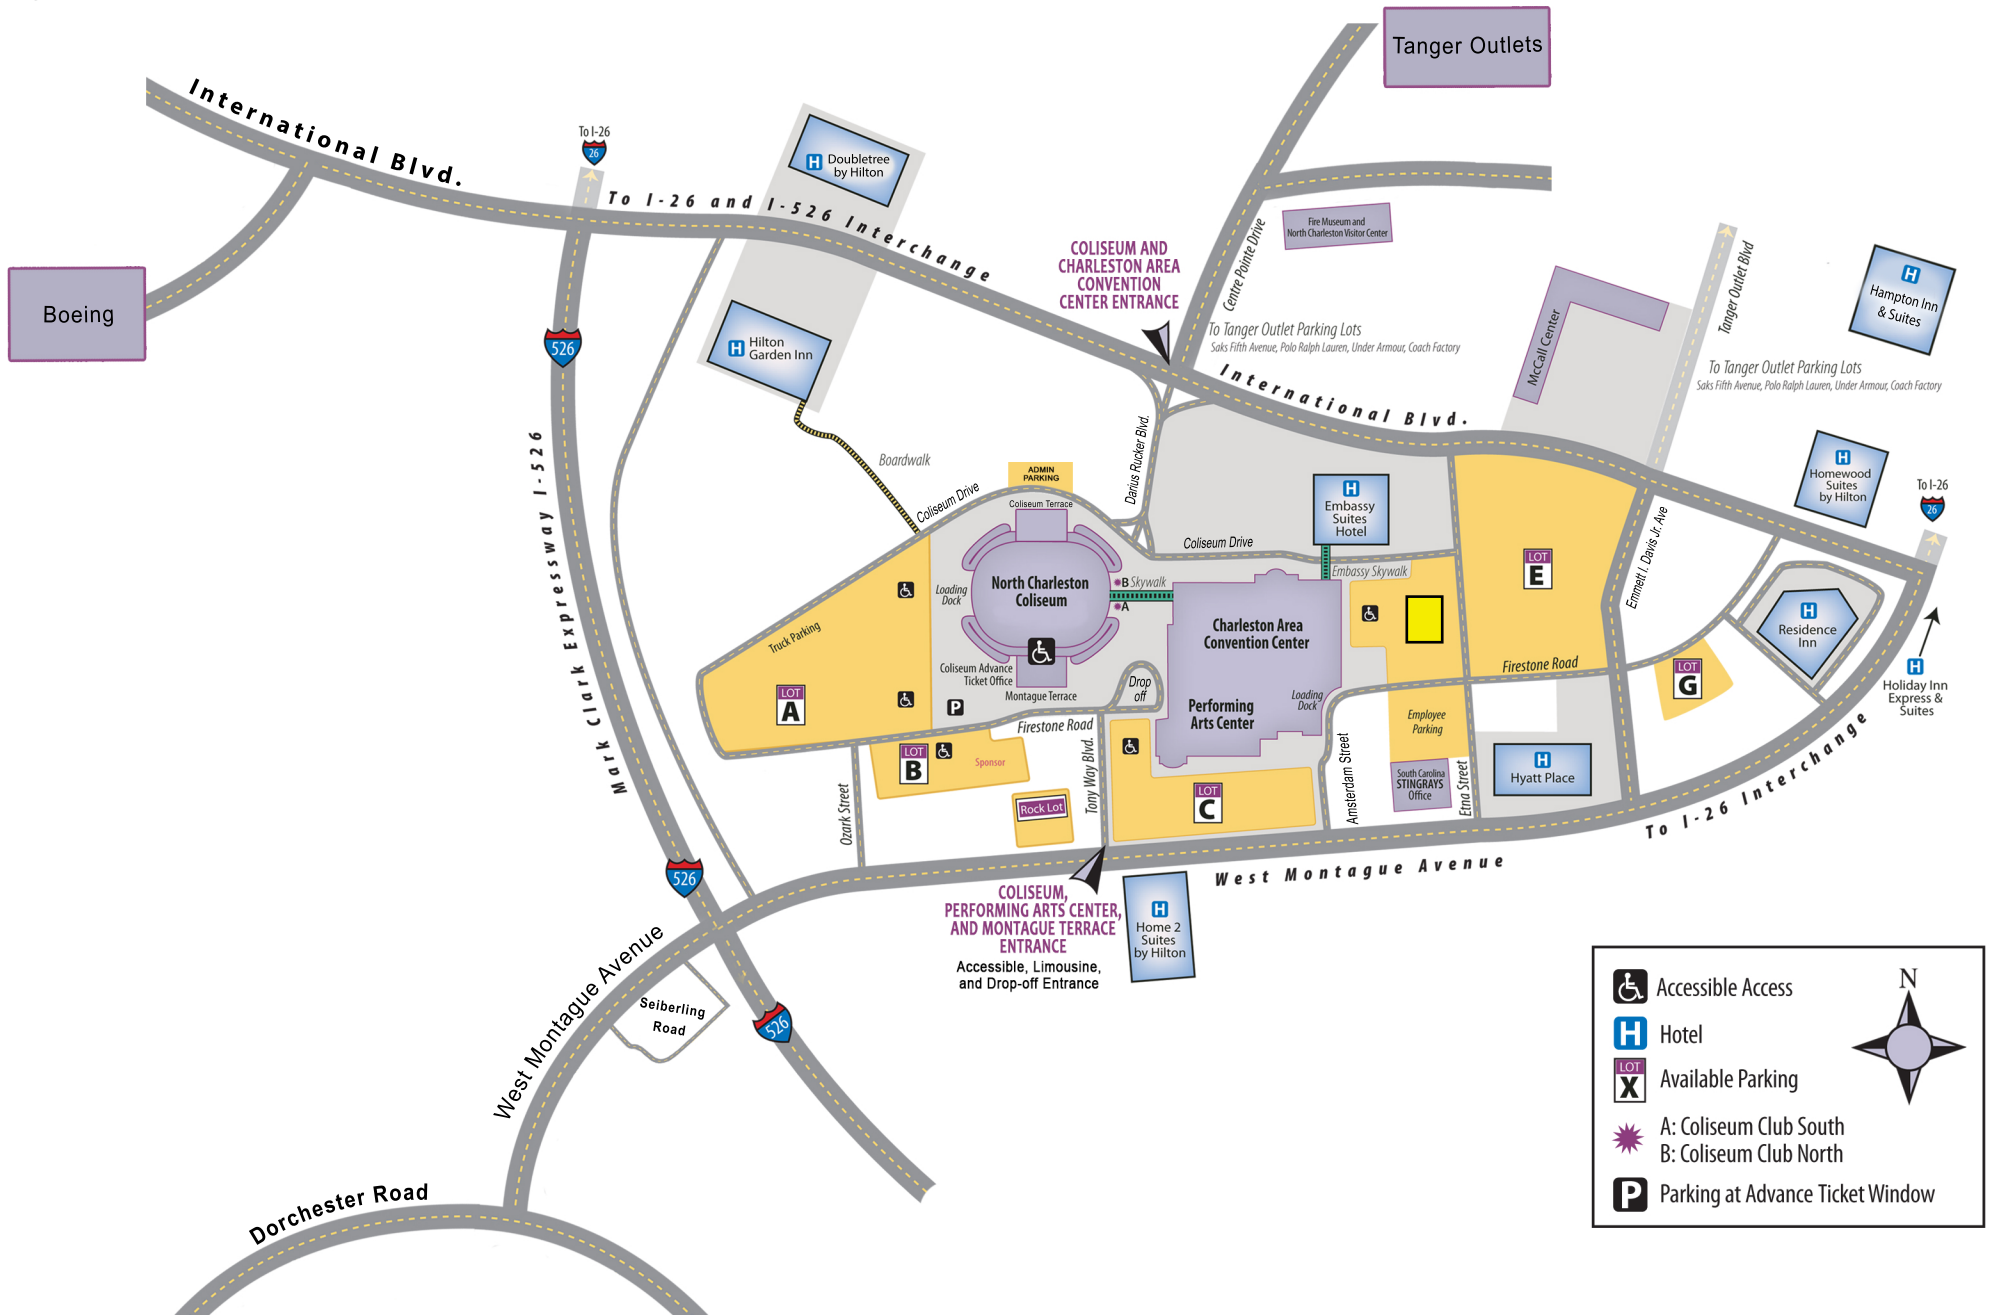 Tanger Outlets
International Blvd.
To I-26
26
Doubletree
by Hilton
To I-26 and I-526 Interchange
Fire Museum and
North Charleston Visitor Center
Centre Pointe Drive
COLISEUM AND
CHARLESTON AREA
CONVENTION
CENTER ENTRANCE
Tanger Outlet Blvd
Hampton Inn
& Suites
Boeing
526
Hilton
Garden Inn
To Tanger Outlet Parking Lots
Saks Fifth Avenue, Polo Ralph Lauren, Under Armour, Coach Factory
McCall Center
To Tanger Outlet Parking Lots
Saks Fifth Avenue, Polo Ralph Lauren, Under Armour, Coach Factory
International Blvd.
Mark Clark Expressway I-526
Boardwalk
Darius Rucker Blvd.
Homewood
Suites
by Hilton
To I-26
26
ADMIN
PARKING
Coliseum Drive
Coliseum Terrace
Embassy
Suites
Hotel
Coliseum Drive
Embassy Skywalk
LOT
E
Emmett I. Davis Jr. Ave
Loading
Dock
North Charleston
Coliseum
B
Skywalk
A
Charleston Area
Convention Center
Residence
Inn
Truck Parking
Coliseum Advance
Ticket Office
Montague Terrace
Drop
off
Firestone Road
LOT
G
Holiday Inn
Express &
Suites
LOT
A
P
Firestone Road
Performing
Arts Center
Loading
Dock
Employee
Parking
LOT
B
Sponsor
Tony Way Blvd.
Amsterdam Street
South Carolina
STINGRAYS
Office
Etna Street
Hyatt Place
Ozark Street
Rock Lot
LOT
C
To I-26 Interchange
526
West Montague Avenue
COLISEUM,
PERFORMING ARTS CENTER,
AND MONTAGUE TERRACE
ENTRANCE
Accessible, Limousine,
and Drop-off Entrance
Home 2
Suites
by Hilton
West Montague Avenue
Seiberling
Road
526
Dorchester Road
Accessible Access
N
H Hotel
LOT
X
Available Parking
A: Coliseum Club South
B: Coliseum Club North
P Parking at Advance Ticket Window